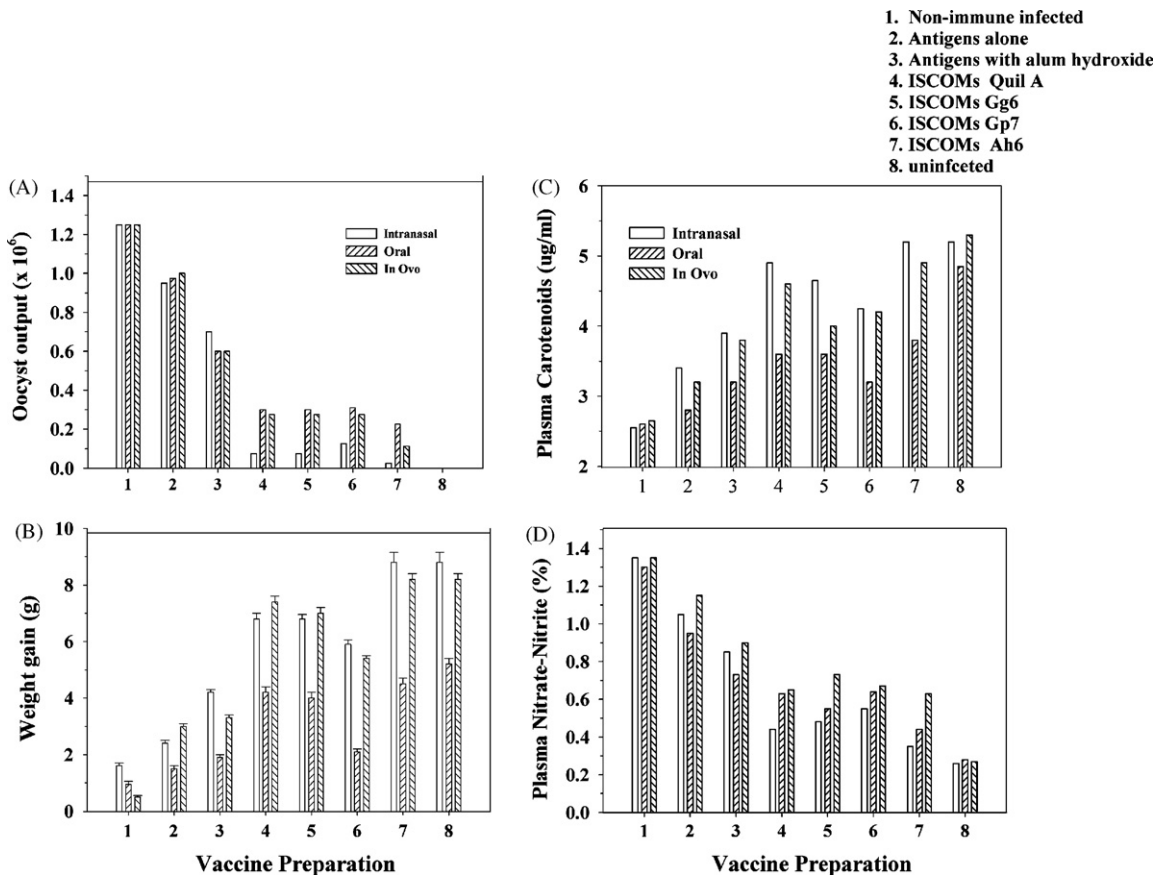 1. Non-immune infected
2. Antigens alone
3. Antigens with alum hydroxide
4. ISCOMs Quil A
5. ISCOMs Gg6
6. ISCOMs Gp7
7. ISCOMs Ah6
8. uninfceted
(A)
Oocyst output (x 10⁶)
1.4
1.2
1.0
0.8
0.6
0.4
0.2
0.0
Intranasal
Oral
In Ovo
1 2 3 4 5 6 7 8
(C)
Plasma Carotenoids (ug/ml)
6
5
4
3
2
Intranasal
Oral
In Ovo
1 2 3 4 5 6 7 8
(B)
Weight gain (g)
10
8
6
4
2
0
1 2 3 4 5 6 7 8
Vaccine Preparation
(D)
Plasma Nitrate-Nitrite (%)
1.4
1.2
1.0
0.8
0.6
0.4
0.2
0.0
1 2 3 4 5 6 7 8
Vaccine Preparation